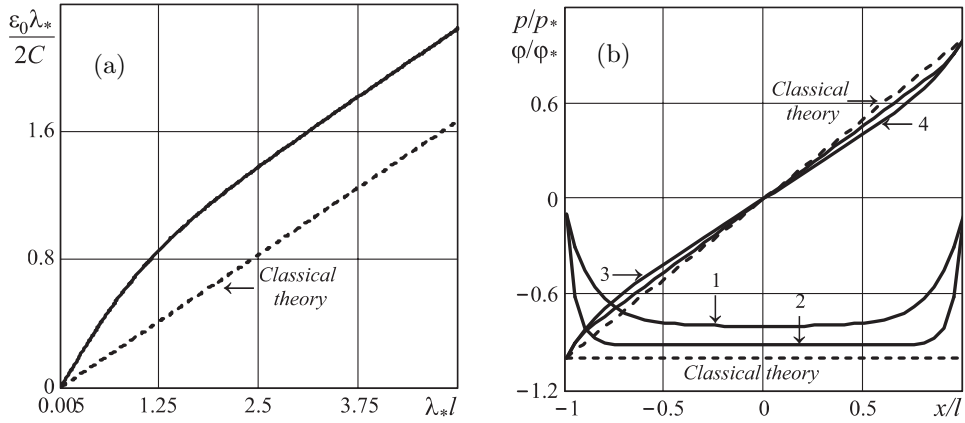 ε₀λ*
2C
(a)
1.6
0.8
0
0.005
1.25
2.5
3.75
λ*l
Classical
theory
p/p*
φ/φ*
(b)
Classical
theory
0.6
4
0
3
1
2
−0.6
Classical theory
−1.2
−1
−0.5
0
0.5
x/l